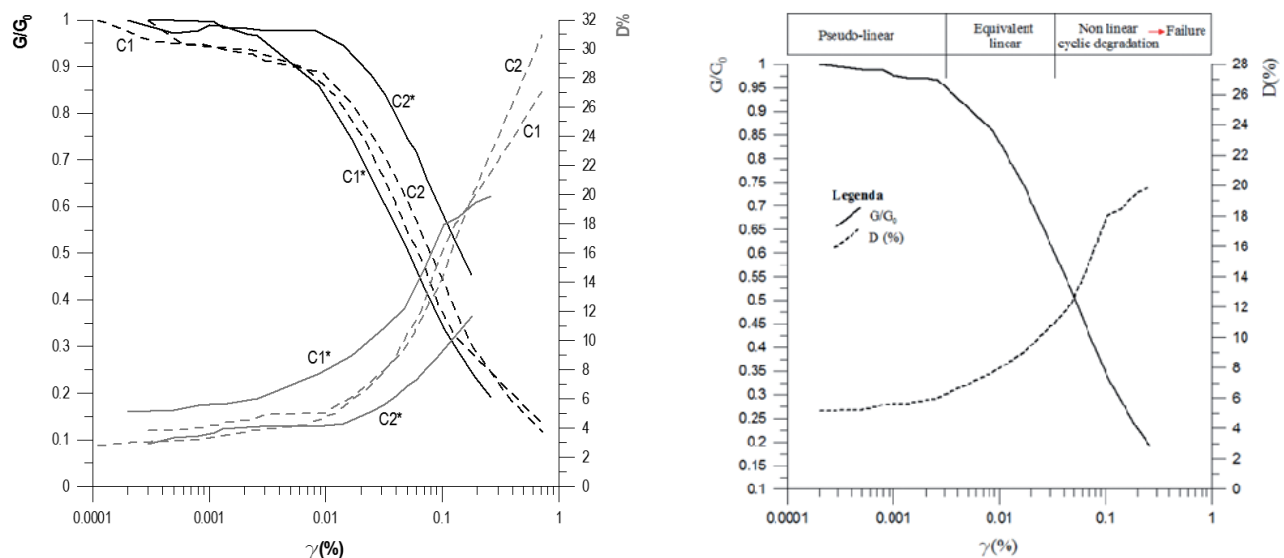 G/G₀
1
0.9
0.8
0.7
0.6
0.5
0.4
0.3
0.2
0.1
0
C1
C2*
C1*
C2
C2
C1
C1*
C2*
32
30
28
26
24
22
20
18
16
14
12
10
8
6
4
2
0
D%
0.0001 0.001 0.01 0.1 1
γ(%)
Pseudo-linear
Equivalent
linear
Non linear
cyclic degradation → Failure
G/G₀
1
0.95
0.9
0.85
0.8
0.75
0.7
0.65
0.6
0.55
0.5
0.45
0.4
0.35
0.3
0.25
0.2
0.15
0.1
Legenda
G/G₀
D (%)
28
26
24
22
20
18
16
14
12
10
8
6
4
2
0
D(%)
0.0001 0.001 0.01 0.1 1
γ(%)